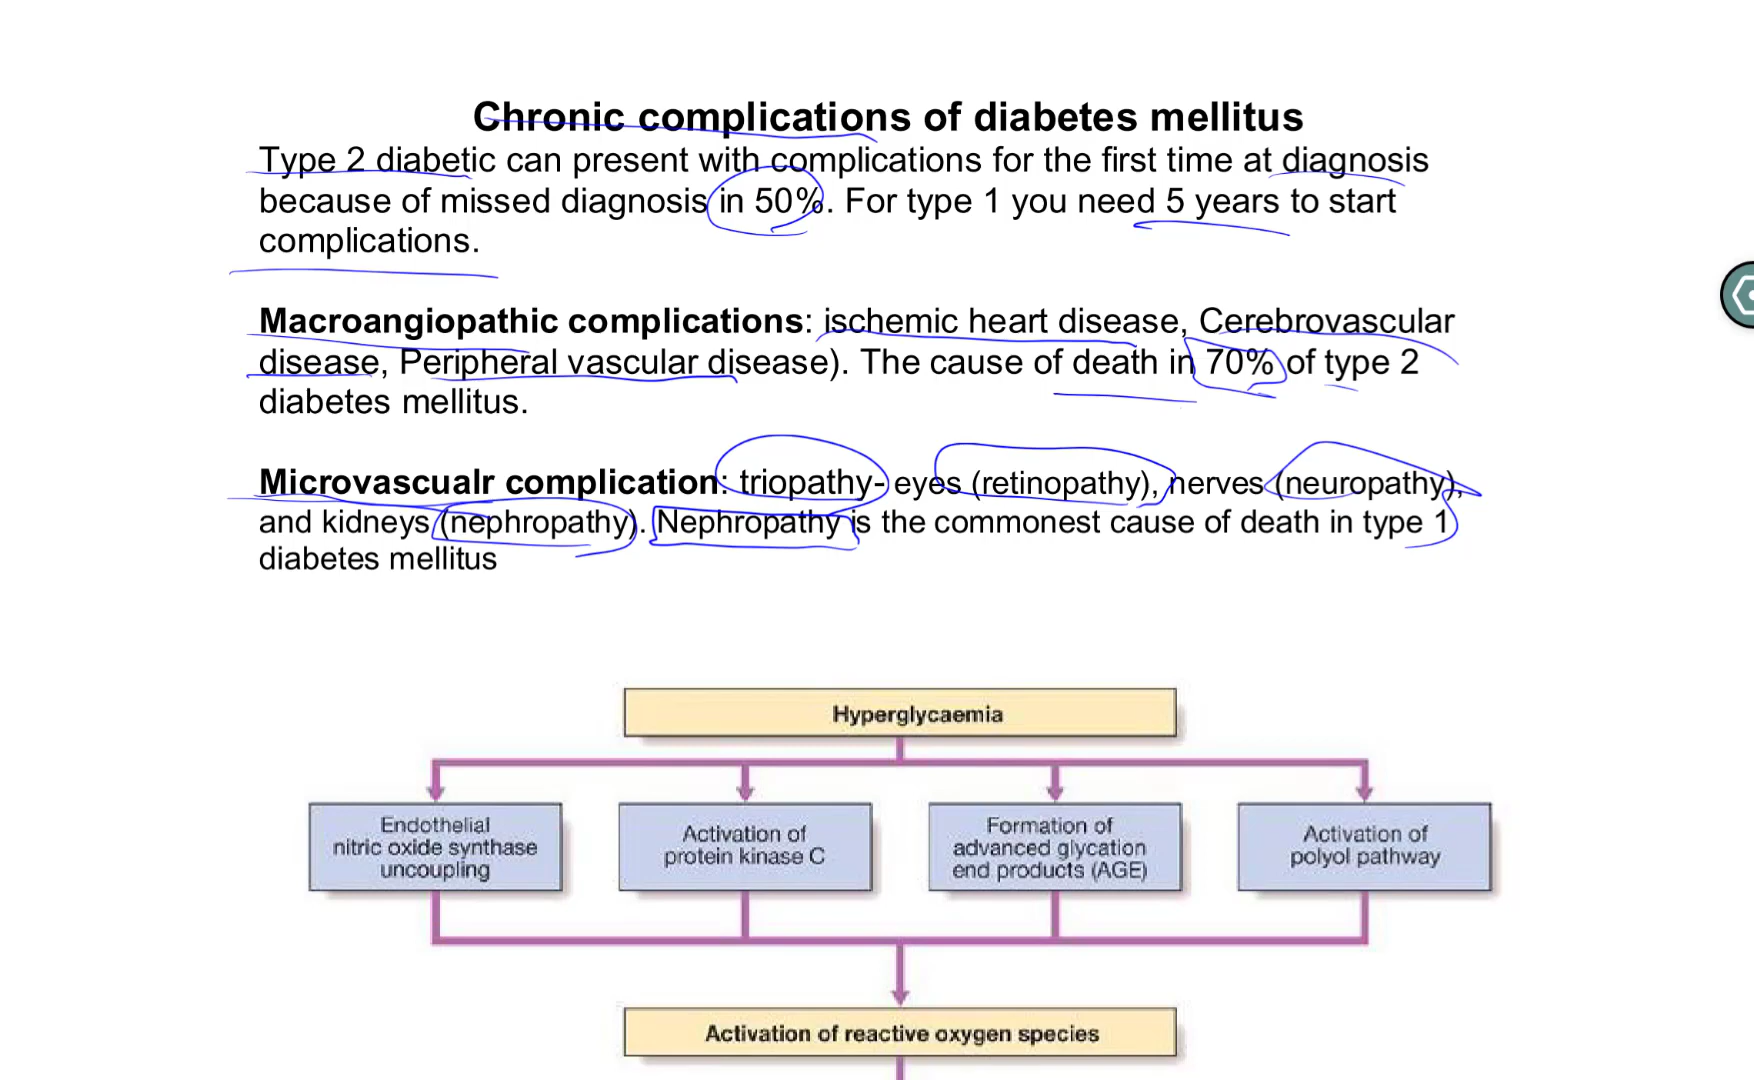 Chronic complications of diabetes mellitus
Type 2 diabetic can present with complications for the first time at diagnosis
because of missed diagnosis in 50%. For type 1 you need 5 years to start
complications.
Macroangiopathic complications: ischemic heart disease, Cerebrovascular
disease, Peripheral vascular disease). The cause of death in 70% of type 2
diabetes mellitus.
Microvascualr complication: triopathy- eyes (retinopathy), nerves (neuropathy),
and kidneys (nephropathy). Nephropathy is the commonest cause of death in type 1
diabetes mellitus
Hyperglycaemia
Endothelial
nitric oxide synthase
uncoupling
Activation of
protein kinase C
Formation of
advanced glycation
end products (AGE)
Activation of
polyol pathway
Activation of reactive oxygen species